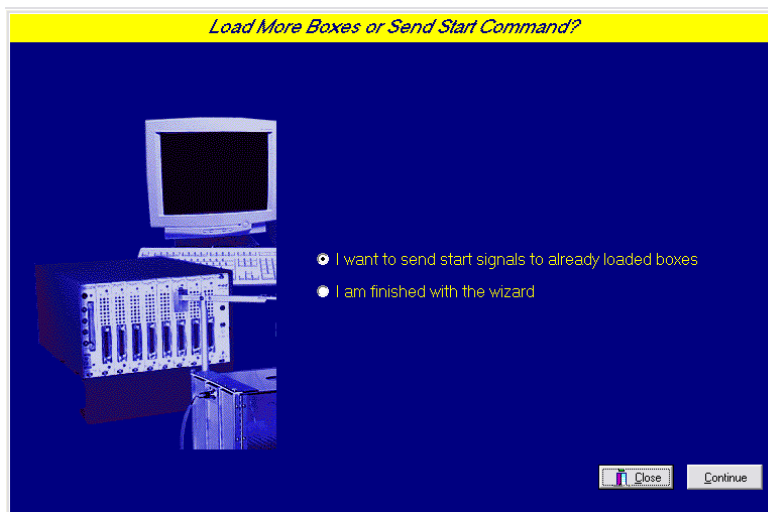 Load More Boxes or Send Start Command?
I want to send start signals to already loaded boxes
I am finished with the wizard
Close
Continue